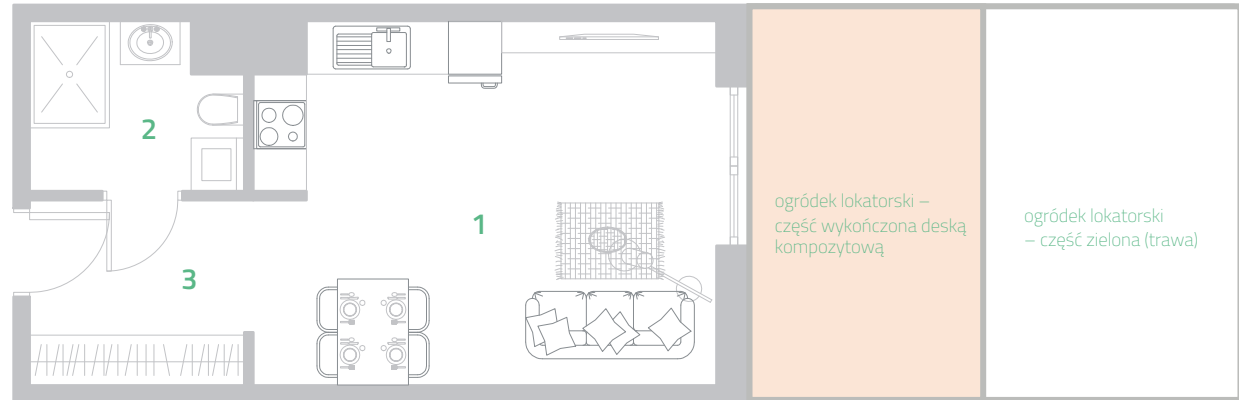 2
1
3
ogródek lokatorski –
część wykończona deską
kompozytową
ogródek lokatorski
– część zielona (trawa)